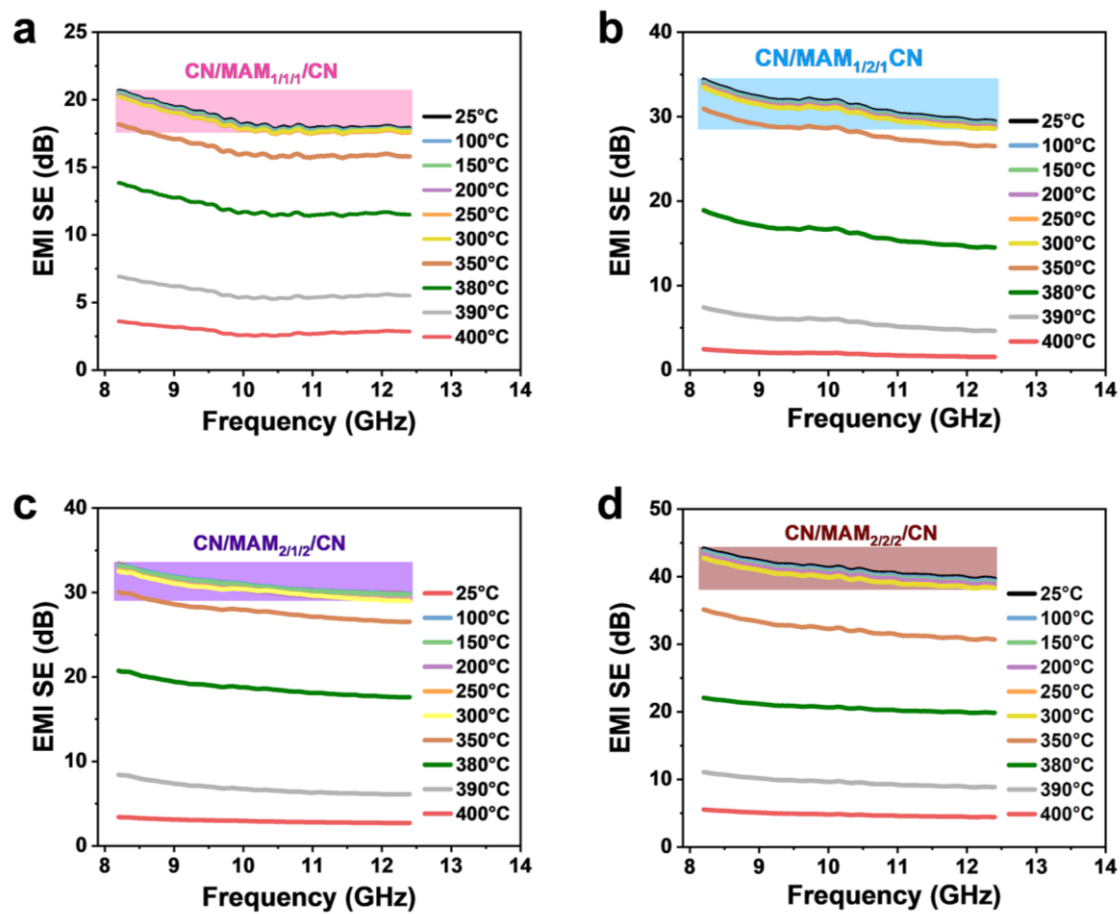 a
25
20
15
10
5
0
EMI SE (dB)
CN/MAM1/1/1/CN
25°C
100°C
150°C
200°C
250°C
300°C
350°C
380°C
390°C
400°C
8 9 10 11 12 13 14
Frequency (GHz)
b
40
30
20
10
0
EMI SE (dB)
CN/MAM1/2/1CN
25°C
100°C
150°C
200°C
250°C
300°C
350°C
380°C
390°C
400°C
8 9 10 11 12 13 14
Frequency (GHz)
c
40
30
20
10
0
EMI SE (dB)
CN/MAM2/1/2/CN
25°C
100°C
150°C
200°C
250°C
300°C
350°C
380°C
390°C
400°C
8 9 10 11 12 13 14
Frequency (GHz)
d
50
40
30
20
10
0
EMI SE (dB)
CN/MAM2/2/2/CN
25°C
100°C
150°C
200°C
250°C
300°C
350°C
380°C
390°C
400°C
8 9 10 11 12 13 14
Frequency (GHz)